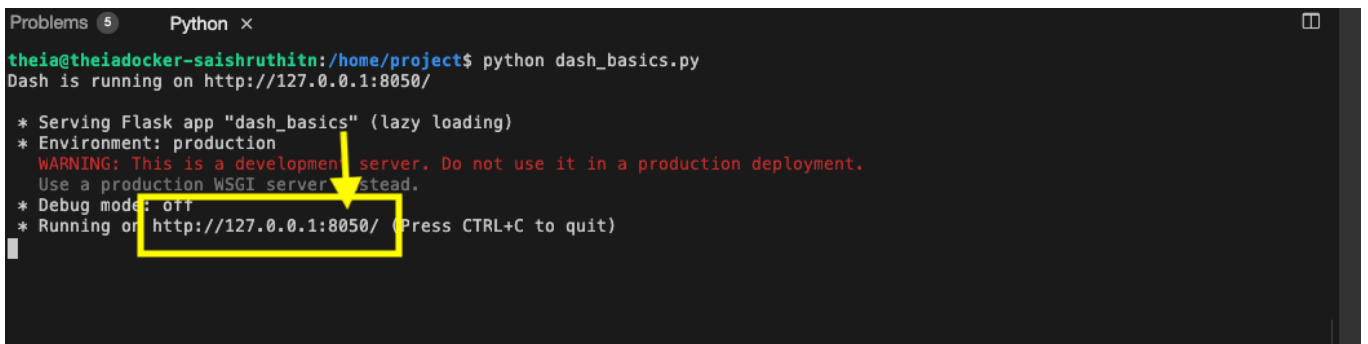 Problems 5 Python ×
theia@theiadocker-saishruthitn:/home/project$ python dash_basics.py
Dash is running on http://127.0.0.1:8050/
* Serving Flask app "dash_basics" (lazy loading)
* Environment: production
WARNING: This is a development server. Do not use it in a production deployment.
Use a production WSGI server instead.
* Debug mode: off
* Running on http://127.0.0.1:8050/ (Press CTRL+C to quit)